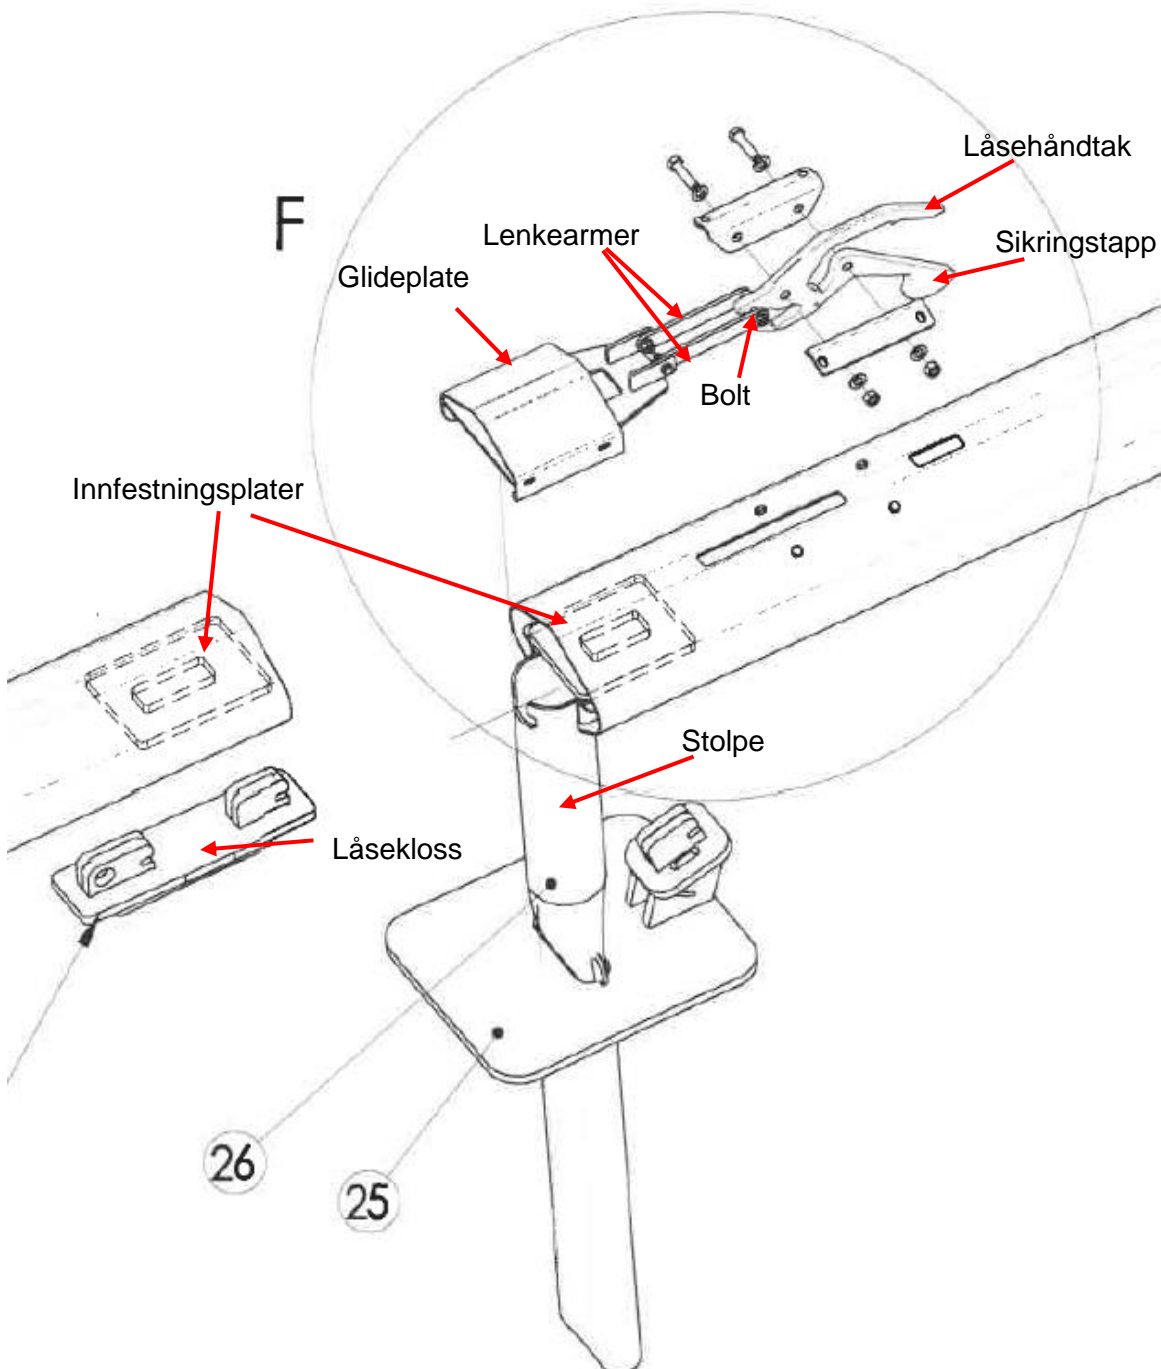 Låsehåndtak
F
Lenkearmer
Sikringstapp
Glideplate
Bolt
Innfestningsplater
Stolpe
Låsekloss
26
25